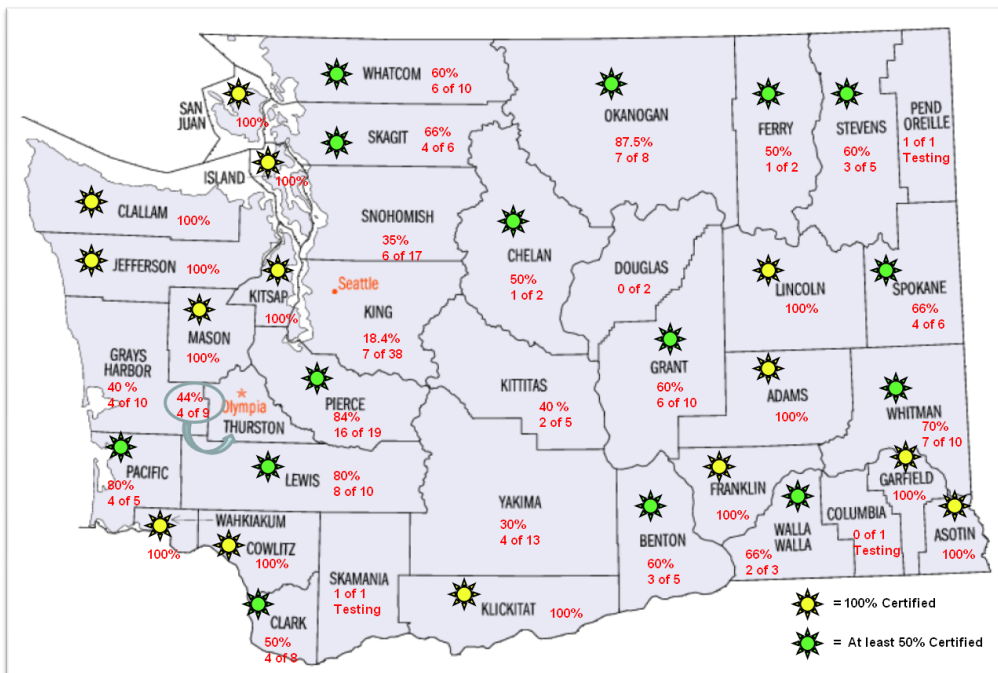 WHATCOM 60%
6 of 10
SAN
JUAN
100%
SKAGIT 66%
4 of 6
OKANOGAN
87.5%
7 of 8
FERRY
50%
1 of 2
STEVENS
60%
3 of 5
PEND
OREILLE
1 of 1
Testing
ISLAND
100%
CLALLAM 100%
SNOHOMISH
35%
6 of 17
CHELAN
50%
1 of 2
DOUGLAS
0 of 2
JEFFERSON 100%
KITSAP
100%
Seattle
KING
18.4%
7 of 38
LINCOLN
100%
SPOKANE
66%
4 of 6
MASON
100%
GRAYS
HARBOR
40 %
4 of 10
44%
4 of 9
Olympia
THURSTON
PIERCE
84%
16 of 19
KITTITAS
40 %
2 of 5
GRANT
60%
6 of 10
ADAMS
100%
WHITMAN
70%
7 of 10
PACIFIC
80%
4 of 5
LEWIS 80%
8 of 10
YAKIMA
30%
4 of 13
BENTON
60%
3 of 5
FRANKLIN
100%
WALLA
WALLA
66%
2 of 3
COLUMBIA
0 of 1
Testing
GARFIELD
100%
ASOTIN
100%
WAHKIAKUM
100%
COWLITZ
100%
SKAMANIA
1 of 1
Testing
KLICKITAT 100%
CLARK
50%
4 of 8
= 100% Certified
= At least 50% Certified